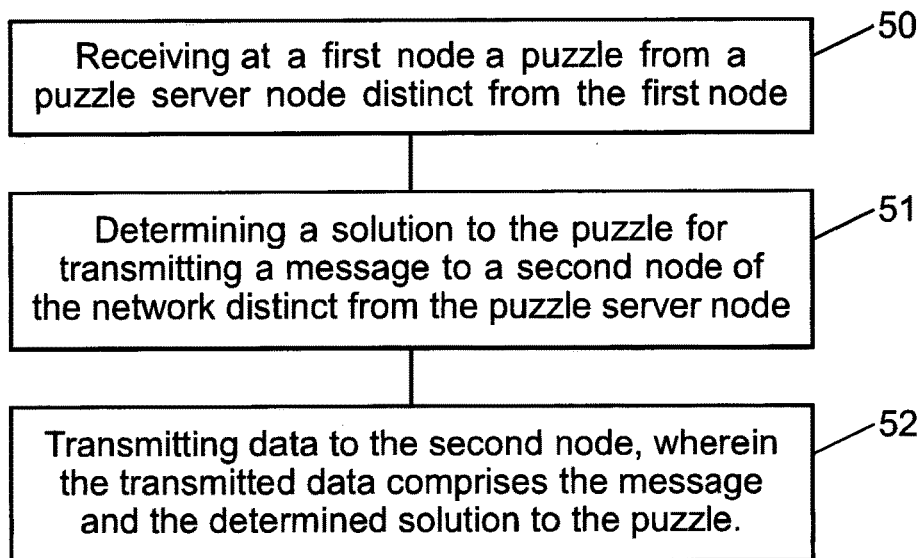 Receiving at a first node a puzzle from a
puzzle server node distinct from the first node
50
Determining a solution to the puzzle for
transmitting a message to a second node of
the network distinct from the puzzle server node
51
Transmitting data to the second node, wherein
the transmitted data comprises the message
and the determined solution to the puzzle.
52